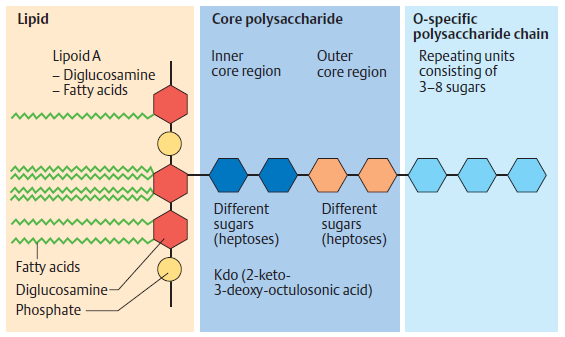 Lipid
Lipoid A
– Diglucosamine
– Fatty acids
Fatty acids
Diglucosamine
Phosphate
Core polysaccharide
Inner
core region
Outer
core region
Different
sugars
(heptoses)
Different
sugars
(heptoses)
Kdo (2-keto-
3-deoxy-octulosonic acid)
O-specific
polysaccharide chain
Repeating units
consisting of
3–8 sugars